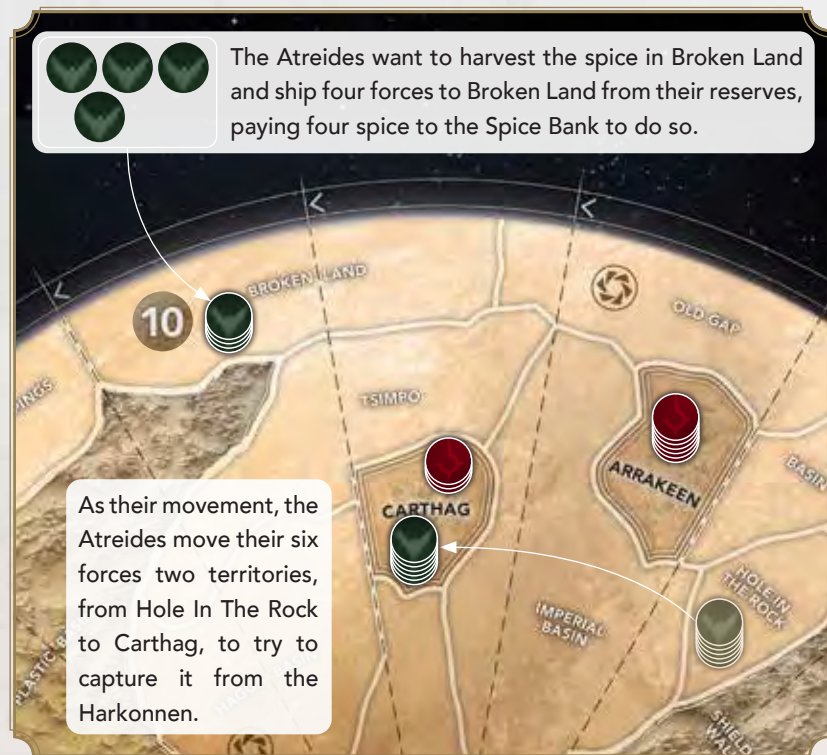 The Atreides want to harvest the spice in Broken Land
and ship four forces to Broken Land from their reserves,
paying four spice to the Spice Bank to do so.
BROKEN LAND
10
OLD GAP
TSIMPO
CARTHAG
ARRAKEEN
BASIN
HOLE IN
THE ROCK
IMPERIAL
BASIN
As their movement, the
Atreides move their six
forces two territories,
from Hole In The Rock
to Carthag, to try to
capture it from the
Harkonnen.